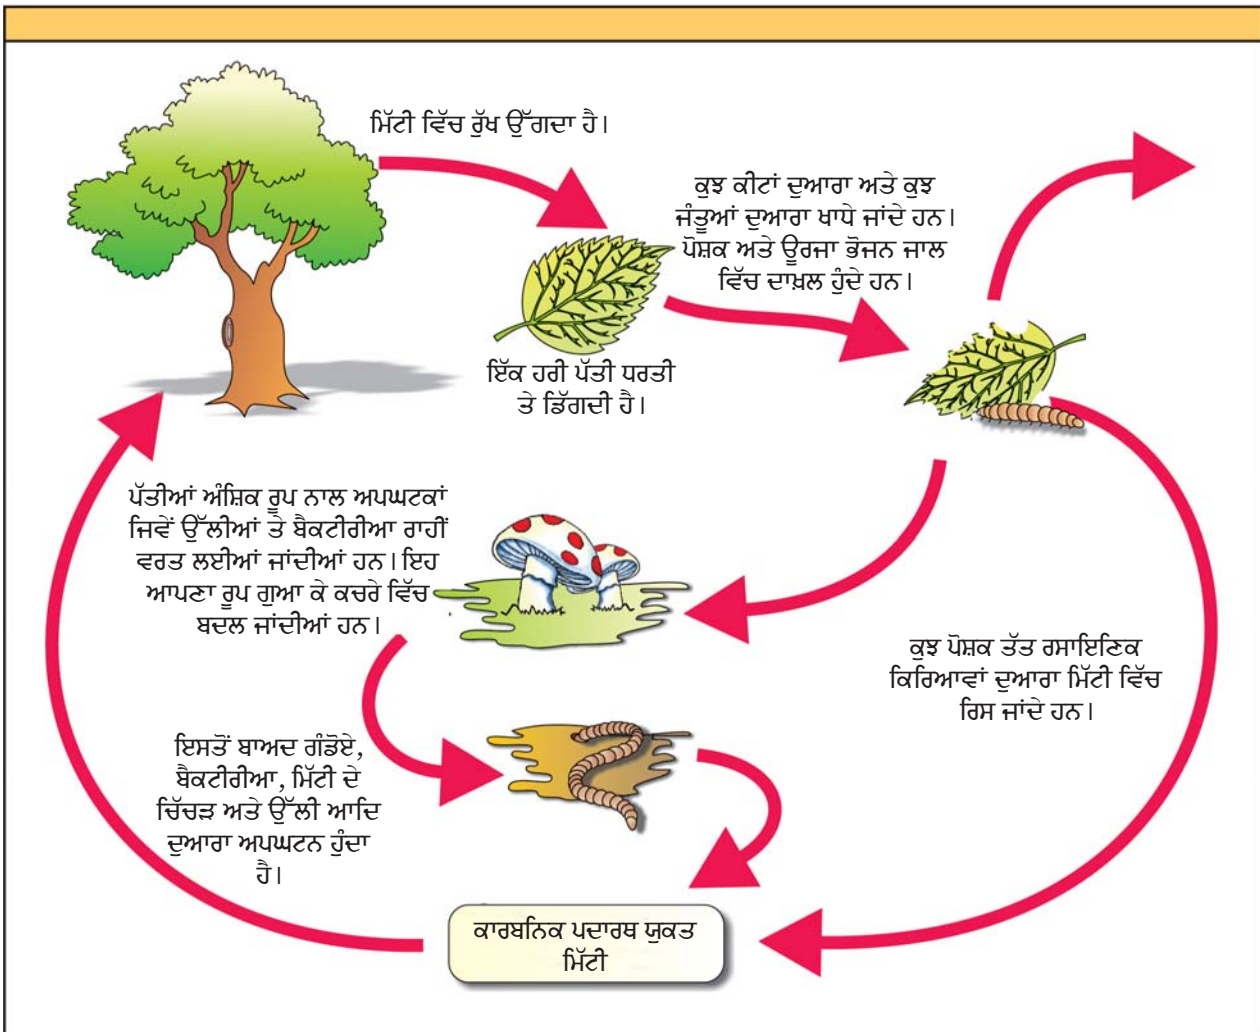 ਮਿੱਟੀ ਵਿੱਚ ਰੁੱਖ ਉੱਗਦਾ ਹੈ।
ਕੁਝ ਕੀਟਾਂ ਦੁਆਰਾ ਅਤੇ ਕੁਝ
ਜੰਤੂਆਂ ਦੁਆਰਾ ਖਾਧੇ ਜਾਂਦੇ ਹਨ।
ਪੋਸ਼ਕ ਅਤੇ ਊਰਜਾ ਭੋਜਨ ਜਾਲ
ਵਿੱਚ ਦਾਖ਼ਲ ਹੁੰਦੇ ਹਨ।
ਇੱਕ ਹਰੀ ਪੱਤੀ ਧਰਤੀ
ਤੇ ਡਿੱਗਦੀ ਹੈ।
ਪੱਤੀਆਂ ਅੰਸ਼ਿਕ ਰੂਪ ਨਾਲ ਅਪਘਟਕਾਂ
ਜਿਵੇਂ ਉੱਲੀਆਂ ਤੇ ਬੈਕਟੀਰੀਆ ਰਾਹੀਂ
ਵਰਤ ਲਈਆਂ ਜਾਂਦੀਆਂ ਹਨ। ਇਹ
ਆਪਣਾ ਰੂਪ ਗੁਆ ਕੇ ਕਚਰੇ ਵਿੱਚ
ਬਦਲ ਜਾਂਦੀਆਂ ਹਨ।
ਕੁਝ ਪੋਸ਼ਕ ਤੱਤ ਰਸਾਇਣਿਕ
ਕਿਰਿਆਵਾਂ ਦੁਆਰਾ ਮਿੱਟੀ ਵਿੱਚ
ਰਿਸ ਜਾਂਦੇ ਹਨ।
ਇਸਤੋਂ ਬਾਅਦ ਗੰਡੋਏ,
ਬੈਕਟੀਰੀਆ, ਮਿੱਟੀ ਦੇ
ਚਿੱਚੜ ਅਤੇ ਉੱਲੀ ਆਦਿ
ਦੁਆਰਾ ਅਪਘਟਨ ਹੁੰਦਾ
ਹੈ।
ਕਾਰਬਨਿਕ ਪਦਾਰਥ ਯੁਕਤ
ਮਿੱਟੀ